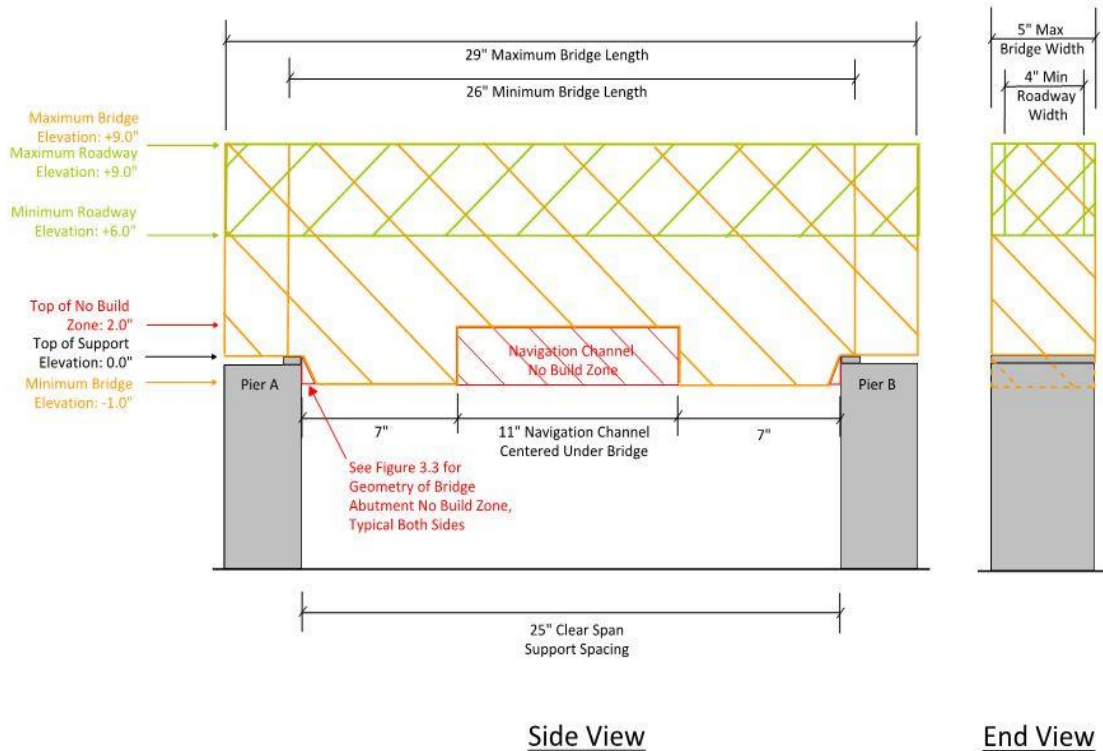 29" Maximum Bridge Length
5" Max
Bridge Width
26" Minimum Bridge Length
4" Min
Roadway
Width
Maximum Bridge
Elevation: +9.0"
Maximum Roadway
Elevation: +9.0"
Minimum Roadway
Elevation: +6.0"
Top of No Build
Zone: 2.0"
Top of Support
Elevation: 0.0"
Minimum Bridge
Elevation: -1.0"
Navigation Channel
No Build Zone
Pier A
Pier B
7"
11" Navigation Channel
Centered Under Bridge
7"
See Figure 3.3 for
Geometry of Bridge
Abutment No Build Zone,
Typical Both Sides
25" Clear Span
Support Spacing
Side View
End View